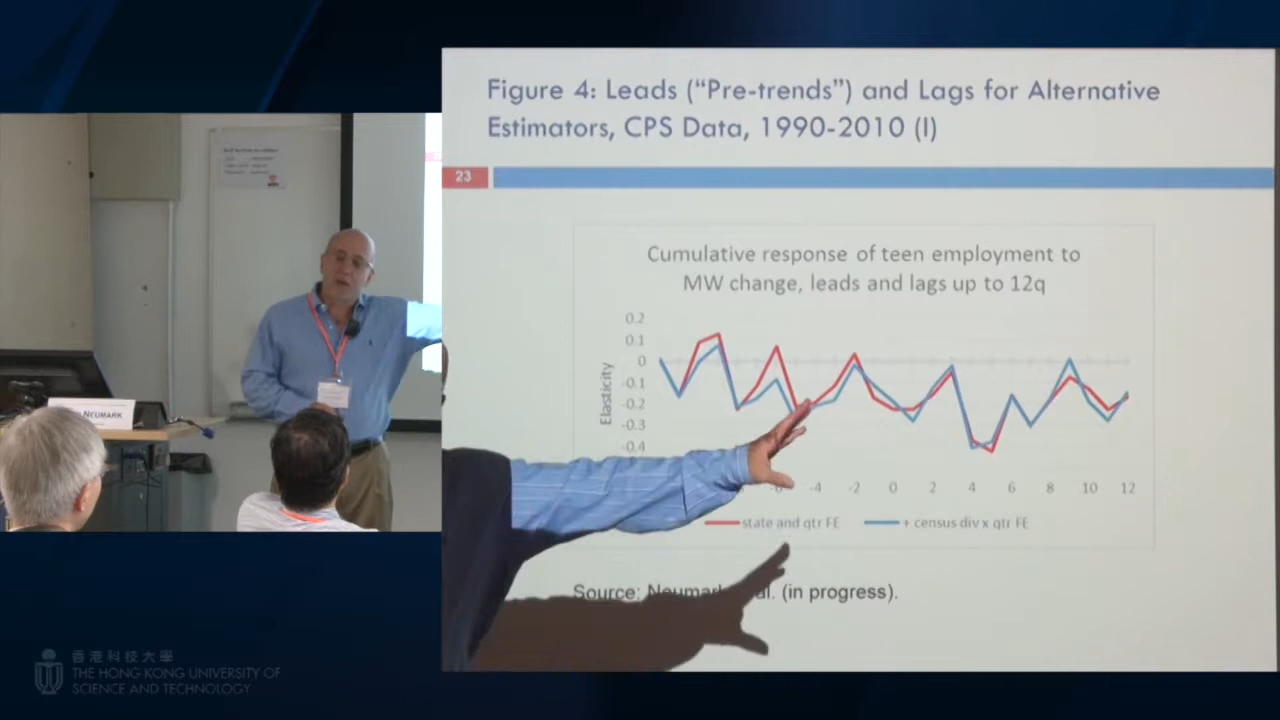 Figure 4: Leads ("Pre-trends") and Lags for Alternative
Estimators, CPS Data, 1990-2010 (I)
23
Cumulative response of teen employment to
MW change, leads and lags up to 12q
Elasticity
0.2
0.1
0
-0.1
-0.2
-0.3
-0.4
-4 -2 0 2 4 6 8 10 12
state and qtr FE
+ census div x qtr FE
Source: (in progress).
NEUMARK
香港科技大學
THE HONG KONG UNIVERSITY OF
SCIENCE AND TECHNOLOGY